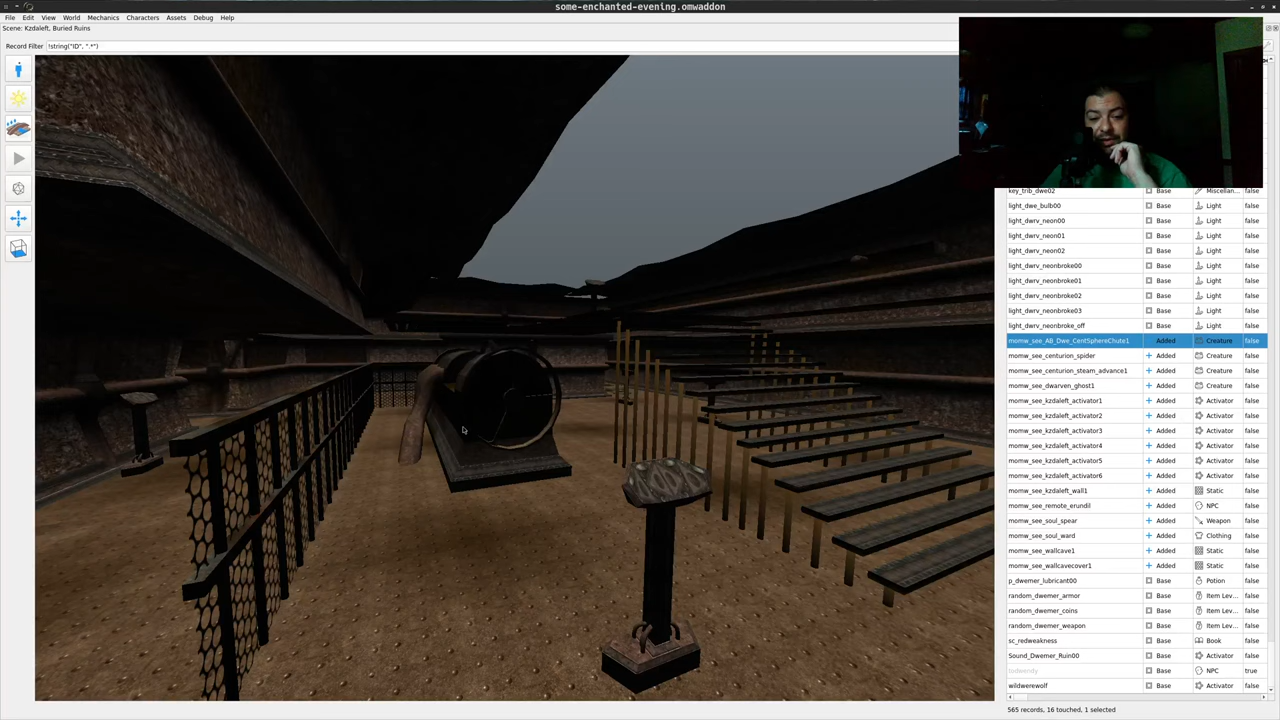 some-enchanted-evening.omwaddon
File Edit View World Mechanics Characters Assets Debug Help
Scene: Kzdaleft, Buried Ruins
Record Filter !string("ID", ".*")
key_trib_dwe02 Base Miscellan... false
light_dwe_bulb00 Base Light false
light_dwrv_neon00 Base Light false
light_dwrv_neon01 Base Light false
light_dwrv_neon02 Base Light false
light_dwrv_neonbroke00 Base Light false
light_dwrv_neonbroke01 Base Light false
light_dwrv_neonbroke02 Base Light false
light_dwrv_neonbroke03 Base Light false
light_dwrv_neonbroke_off Base Light false
momw_see_AB_Dwe_CentSphereChute1 Added Creature false
momw_see_centurion_spider Added Creature false
momw_see_centurion_steam_advance1 Added Creature false
momw_see_dwarven_ghost1 Added Creature false
momw_see_kzdaleft_activator1 Added Activator false
momw_see_kzdaleft_activator2 Added Activator false
momw_see_kzdaleft_activator3 Added Activator false
momw_see_kzdaleft_activator4 Added Activator false
momw_see_kzdaleft_activator5 Added Activator false
momw_see_kzdaleft_activator6 Added Activator false
momw_see_kzdaleft_wall1 Added Static false
momw_see_remote_erundil Added NPC false
momw_see_soul_spear Added Weapon false
momw_see_soul_ward Added Clothing false
momw_see_wallcave1 Added Static false
momw_see_wallcavecover1 Added Static false
p_dwemer_lubricant00 Base Potion false
random_dwemer_armor Base Item Lev... false
random_dwemer_coins Base Item Lev... false
random_dwemer_weapon Base Item Lev... false
sc_redweakness Base Book false
Sound_Dwemer_Ruin00 Base Activator false
todwendy Base NPC true
wildwerewolf Base Activator false
565 records, 16 touched, 1 selected